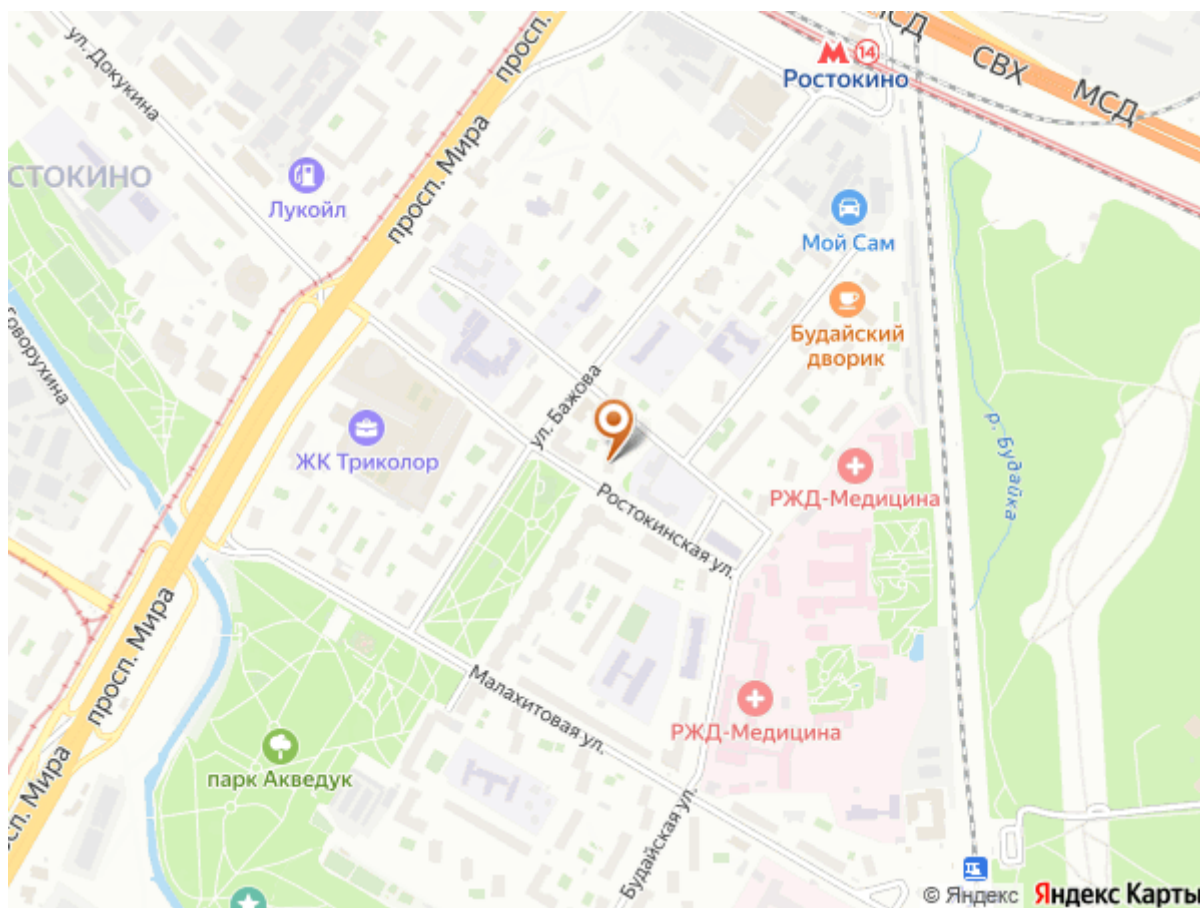 ул. Докукина
просп.
МСД
СВХ
МСД
14
Ростокино
СТОКИНО
Лукойл
просп. Мира
Мой Сам
Будайский
дворик
Говорухина
ул. Бажова
ЖК Триколор
РЖД-Медицина
р. Будайка
Ростокинская ул.
просп. Мира
Малахитовая ул.
РЖД-Медицина
парк Акведук
просп. Мира
Будайская ул.
© Яндекс Яндекс Карты